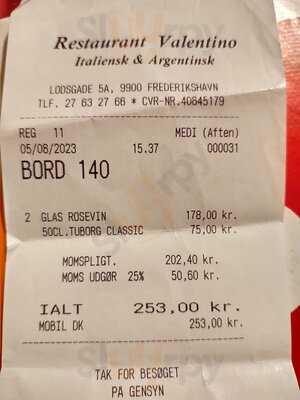 Restaurant Valentino
Italiensk & Argentinsk
LODSGADE 5A, 9900 FREDERIKSHAVN
TLF. 27 63 27 66 * CVR-NR.40645179
REG 11 MEDI (Aften)
05/08/2023 15.37 000031
BORD 140
2 GLAS ROSEVIN 178,00 kr.
50CL.TUBORG CLASSIC 75,00 kr.
MOMSPLIGT. 202,40 kr.
MOMS UDGØR 25% 50,60 kr.
IALT 253,00 kr.
MOBIL DK 253,00 kr.
TAK FOR BESØGET
PÅ GENSYN